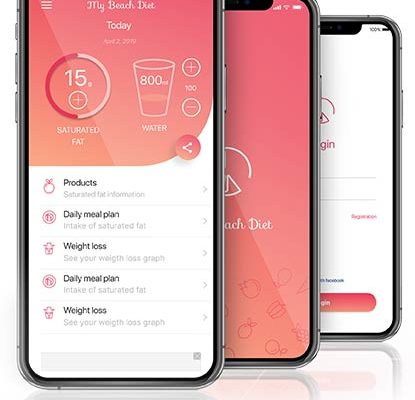 My Beach Diet
Today
April 2, 2019
15g
800ml
100
SATURATED
FAT
WATER
Products
Saturated fat information
Daily meal plan
Intake of saturated fat
Weight loss
See your weigth loss graph
Daily meal plan
Intake of saturated fat
Weight loss
See your weigth loss graph
each Diet
100%
gin
Registration
th facebook
gin